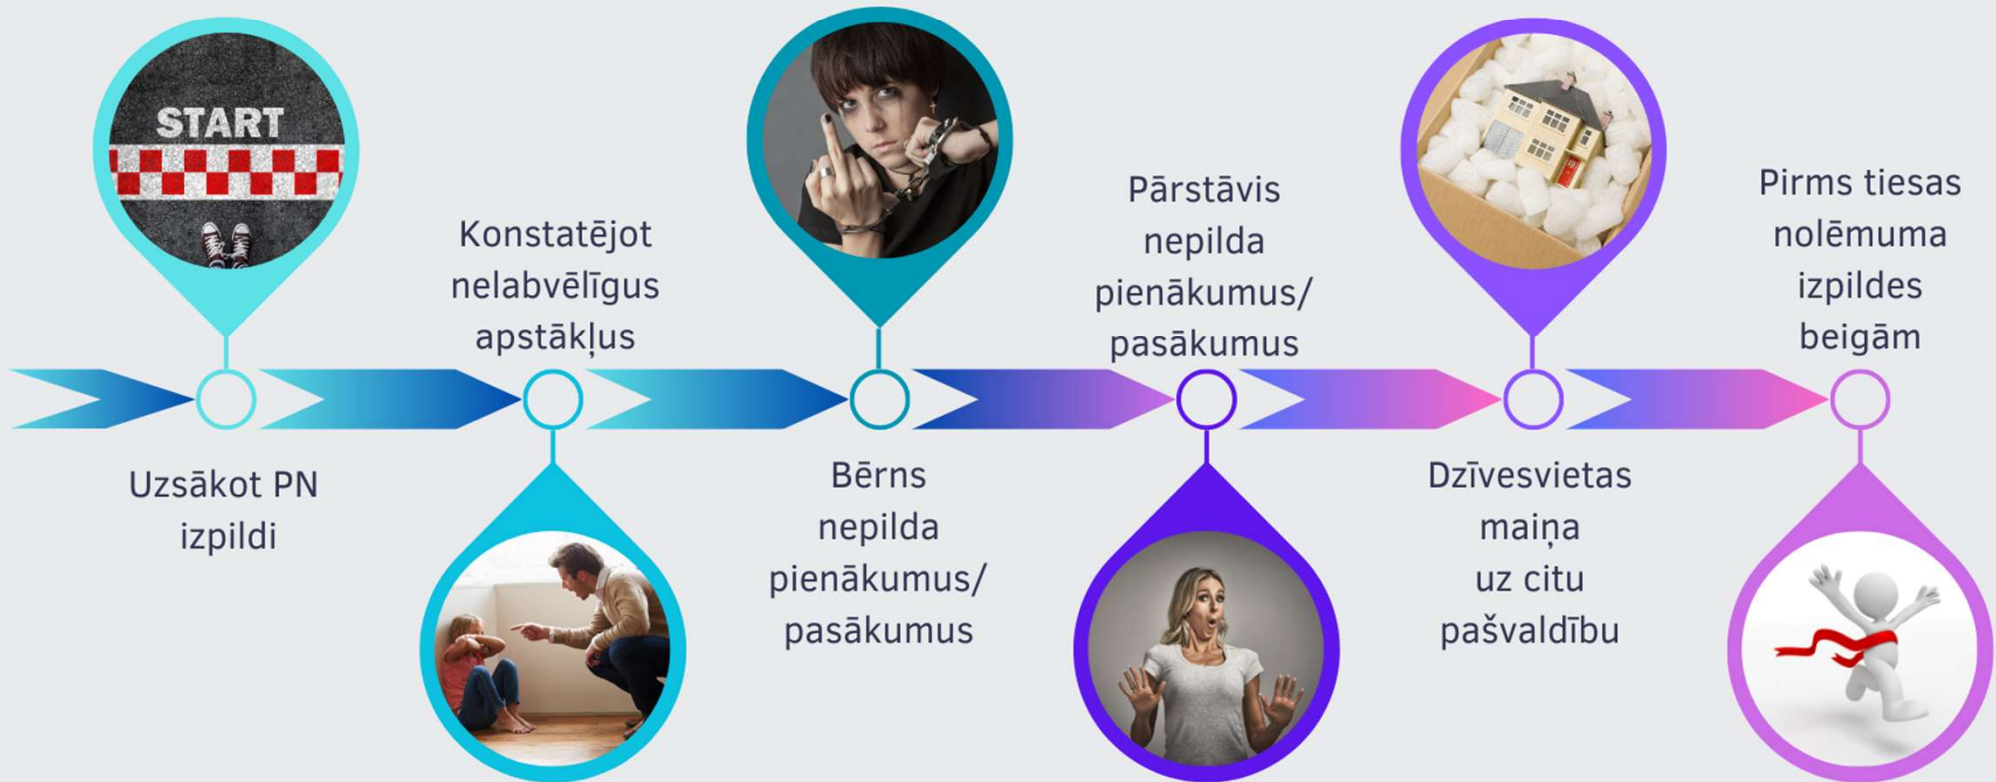 START
Uzsākot PN
izpildi
Konstatējot
nelabvēlīgus
apstākļus
Bērns
nepilda
pienākumus/
pasākumus
Pārstāvis
nepilda
pienākumus/
pasākumus
Dzīvesvietas
maiņa
uz citu
pašvaldību
Pirms tiesas
nolēmuma
izpildes
beigām